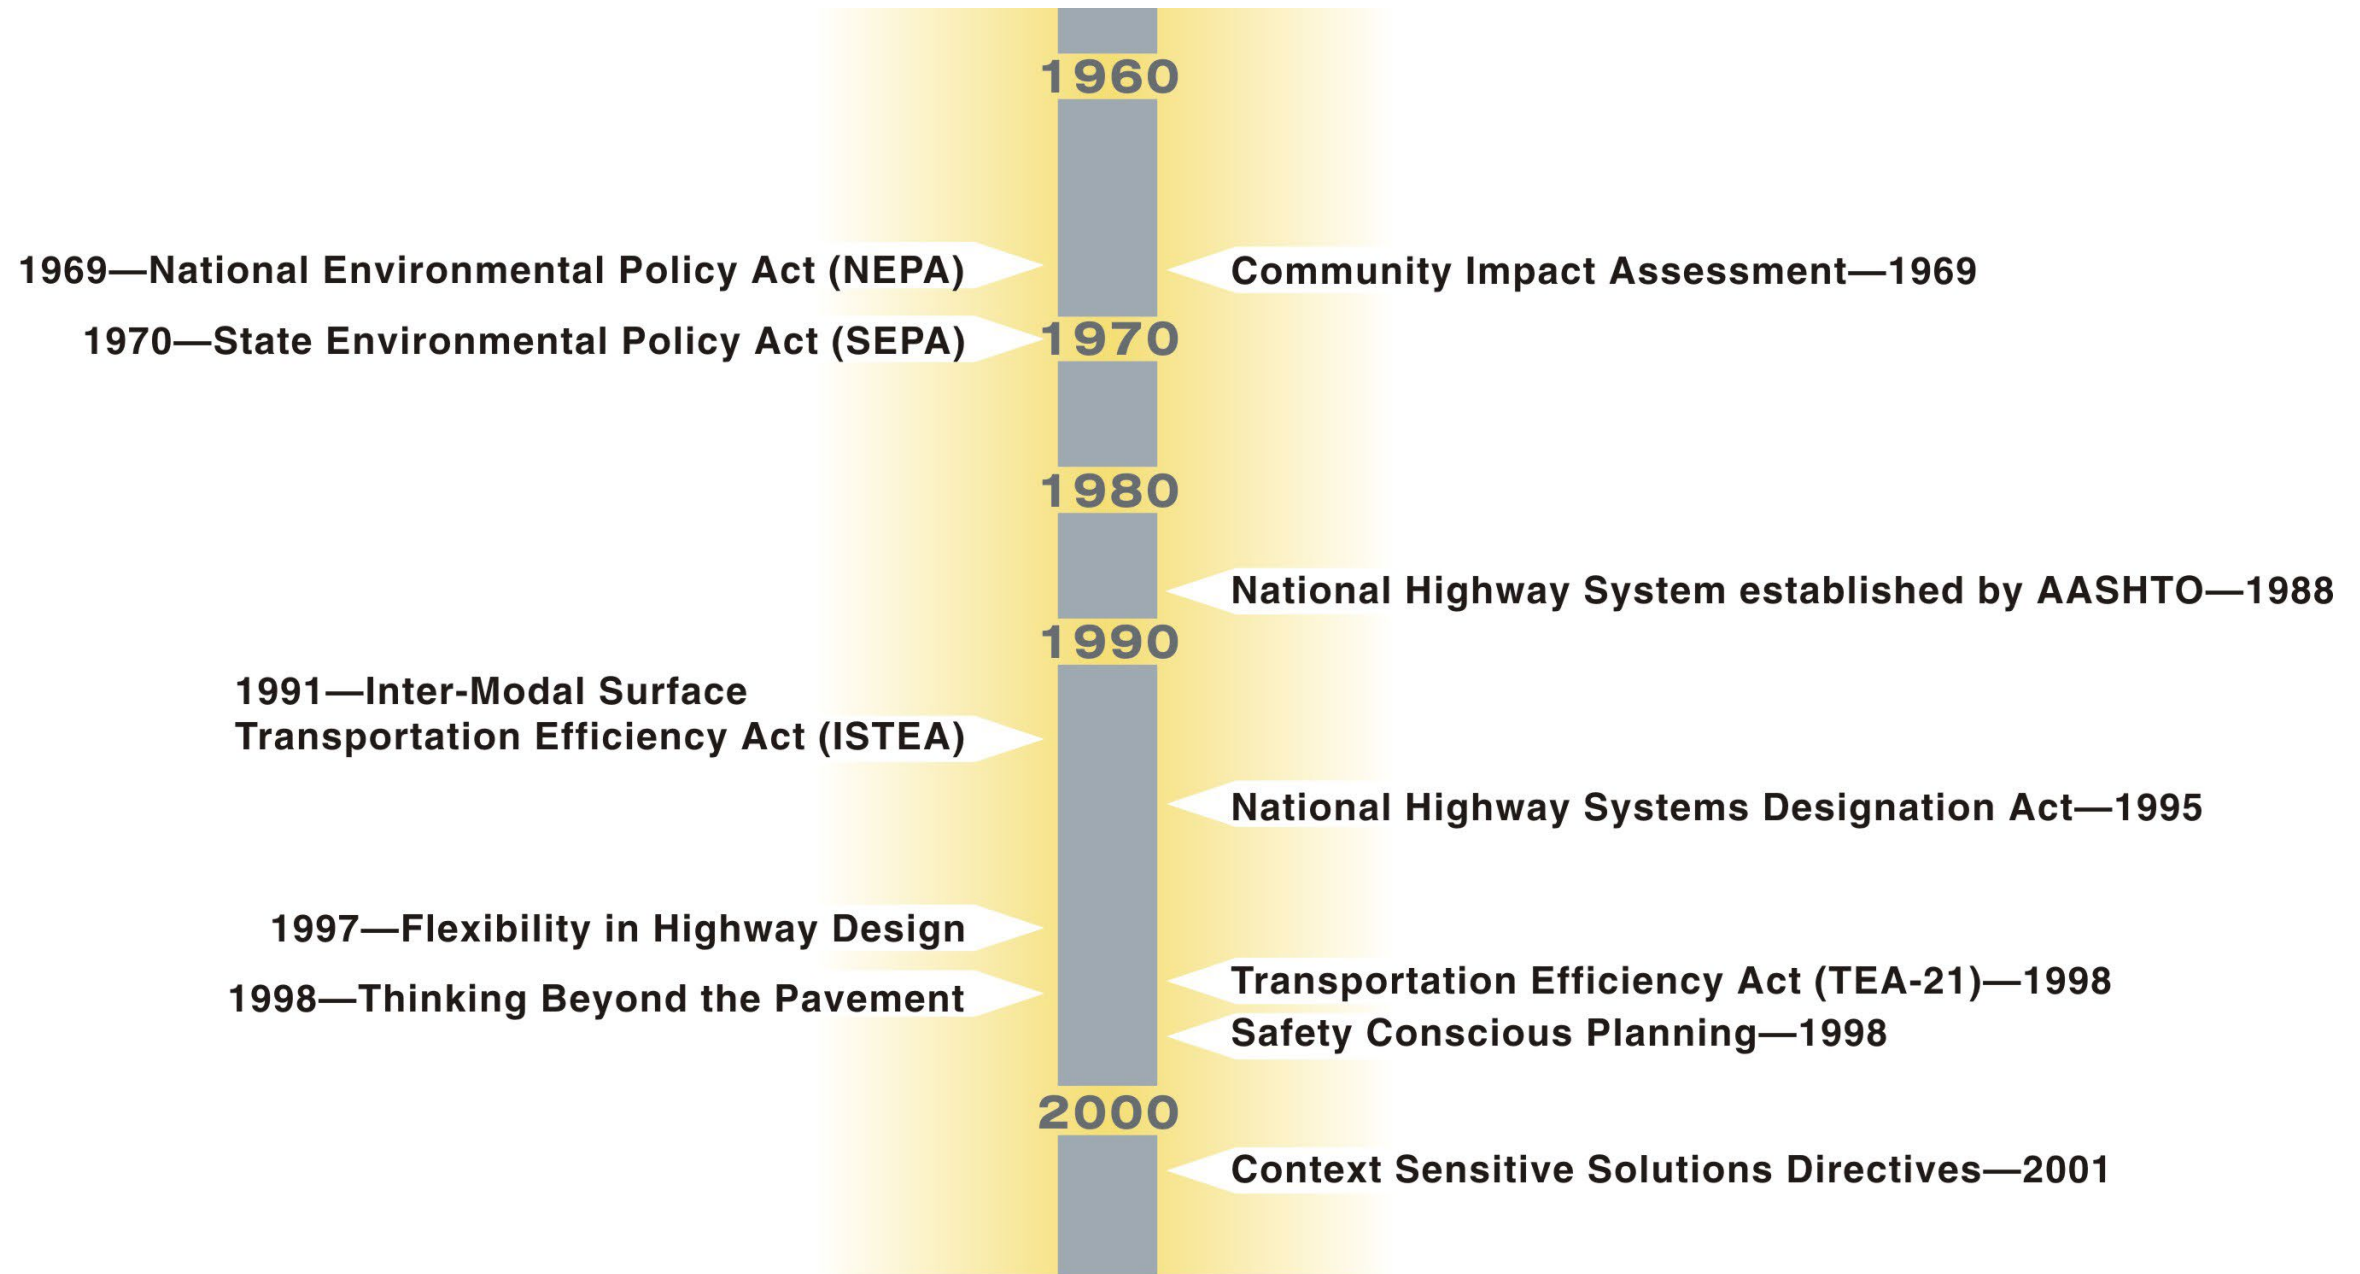 1960
1969—National Environmental Policy Act (NEPA)
Community Impact Assessment—1969
1970—State Environmental Policy Act (SEPA)
1970
1980
National Highway System established by AASHTO—1988
1990
1991—Inter-Modal Surface
Transportation Efficiency Act (ISTEA)
National Highway Systems Designation Act—1995
1997—Flexibility in Highway Design
Transportation Efficiency Act (TEA-21)—1998
1998—Thinking Beyond the Pavement
Safety Conscious Planning—1998
2000
Context Sensitive Solutions Directives—2001